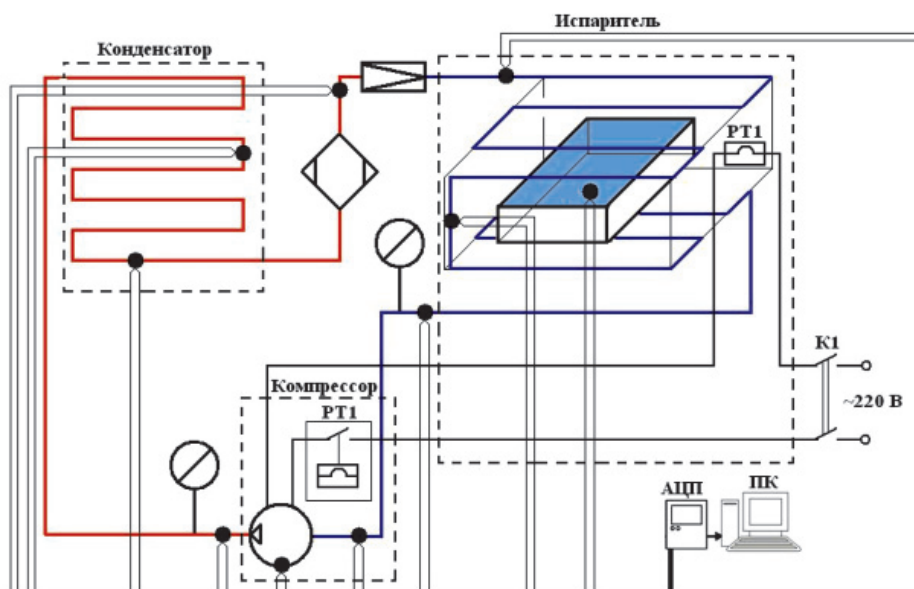 Испаритель
Конденсатор
РТ1
К1
~220 В
Компрессор
РТ1
АЦП
ПК